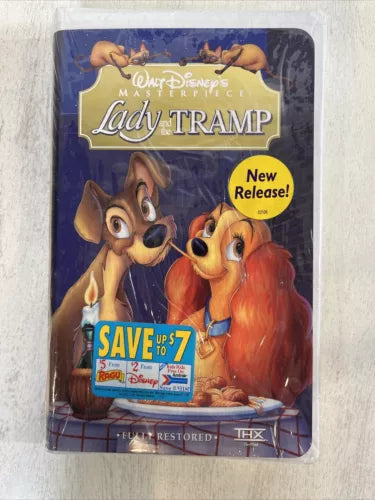 WALT DISNEY'S
MASTERPIECE
Lady and the TRAMP
New
Release!
SAVE UP TO $7
$5 From
RAGÚ
$2 From
Disney
• FULLY RESTORED •
THX